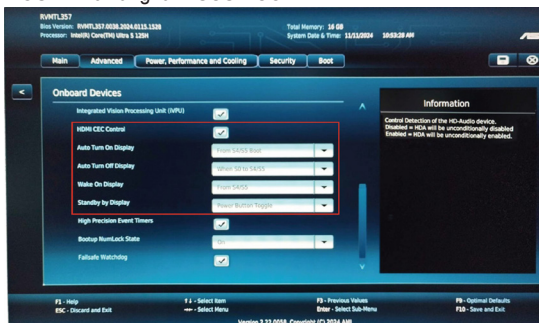 RVMTL357
Bios Version: RVMTL357.0038.2024.0115.1528
Processor: Intel(R) Core(TM) Ultra 5 125H
Total Memory: 16 GB
System Date & Time: 11/11/2024 10:53:28 AM
Main Advanced Power, Performance and Cooling Security Boot
<
Onboard Devices
Integrated Vision Processing Unit (iVPU)
HDMI CEC Control
Auto Turn On Display From S4/S5 Boot
Auto Turn Off Display When S0 to S4/S5
Wake On Display From S4/S5
Standby by Display Power Button Toggle
High Precision Event Timers
Bootup NumLock State On
Failsafe Watchdog
Information
Control Detection of the HD-Audio device.
Disabled = HDA will be unconditionally disabled
Enabled = HDA will be unconditionally enabled.
F1 - Help
ESC - Discard and Exit
- Select Item
- Select Menu
F3 - Previous Values
Enter - Select Sub-Menu
F9 - Optimal Defaults
F10 - Save and Exit
Version 2.22.0058. Copyright (C) 2024 AMI